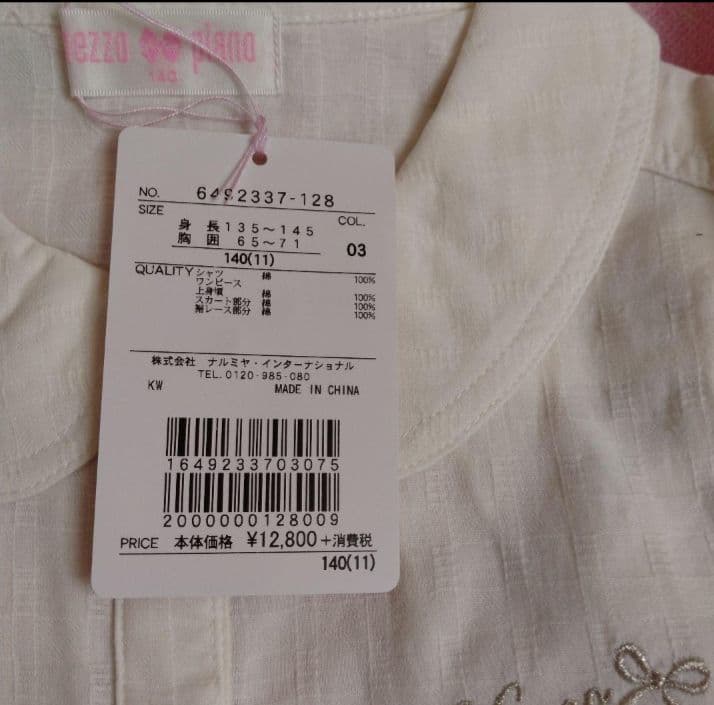 mezzo piano
140
NO. 6492337-128
SIZE COL.
身長 135～145
胸囲 65～71 03
140(11)
QUALITY シャツ 綿 100%
ワンピース
上身頃 綿 100%
スカート部分 綿 100%
裾レース部分 綿 100%
株式会社 ナルミヤ・インターナショナル
TEL. 0120-985-080
KW MADE IN CHINA
1649233703075
2000000128009
PRICE 本体価格 ¥12,800+消費税
140(11)